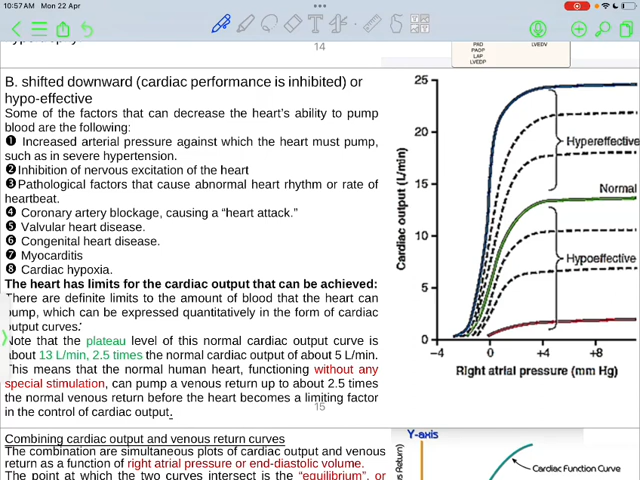 10:57 AM Mon 22 Apr
14
PAD
PAOP
LAP
LVEDP
LVEDV
B. shifted downward (cardiac performance is inhibited) or
hypo-effective
Some of the factors that can decrease the heart's ability to pump
blood are the following:
❶ Increased arterial pressure against which the heart must pump,
such as in severe hypertension.
❷Inhibition of nervous excitation of the heart
❸Pathological factors that cause abnormal heart rhythm or rate of
heartbeat.
❹ Coronary artery blockage, causing a "heart attack."
❺ Valvular heart disease.
❻ Congenital heart disease.
❼ Myocarditis
❽ Cardiac hypoxia.
The heart has limits for the cardiac output that can be achieved:
There are definite limits to the amount of blood that the heart can
pump, which can be expressed quantitatively in the form of cardiac
output curves.
Note that the plateau level of this normal cardiac output curve is
about 13 L/min, 2.5 times the normal cardiac output of about 5 L/min.
This means that the normal human heart, functioning without any
special stimulation, can pump a venous return up to about 2.5 times
the normal venous return before the heart becomes a limiting factor
in the control of cardiac output.
15
25
20
15
10
5
0
Cardiac output (L/min)
Hypereffective
Normal
Hypoeffective
−4 0 +4 +8
Right atrial pressure (mm Hg)
Combining cardiac output and venous return curves
The combination are simultaneous plots of cardiac output and venous
return as a function of right atrial pressure or end-diastolic volume.
The point at which the two curves intersect is the "equilibrium", or
Y-axis
Return)
Cardiac Function Curve